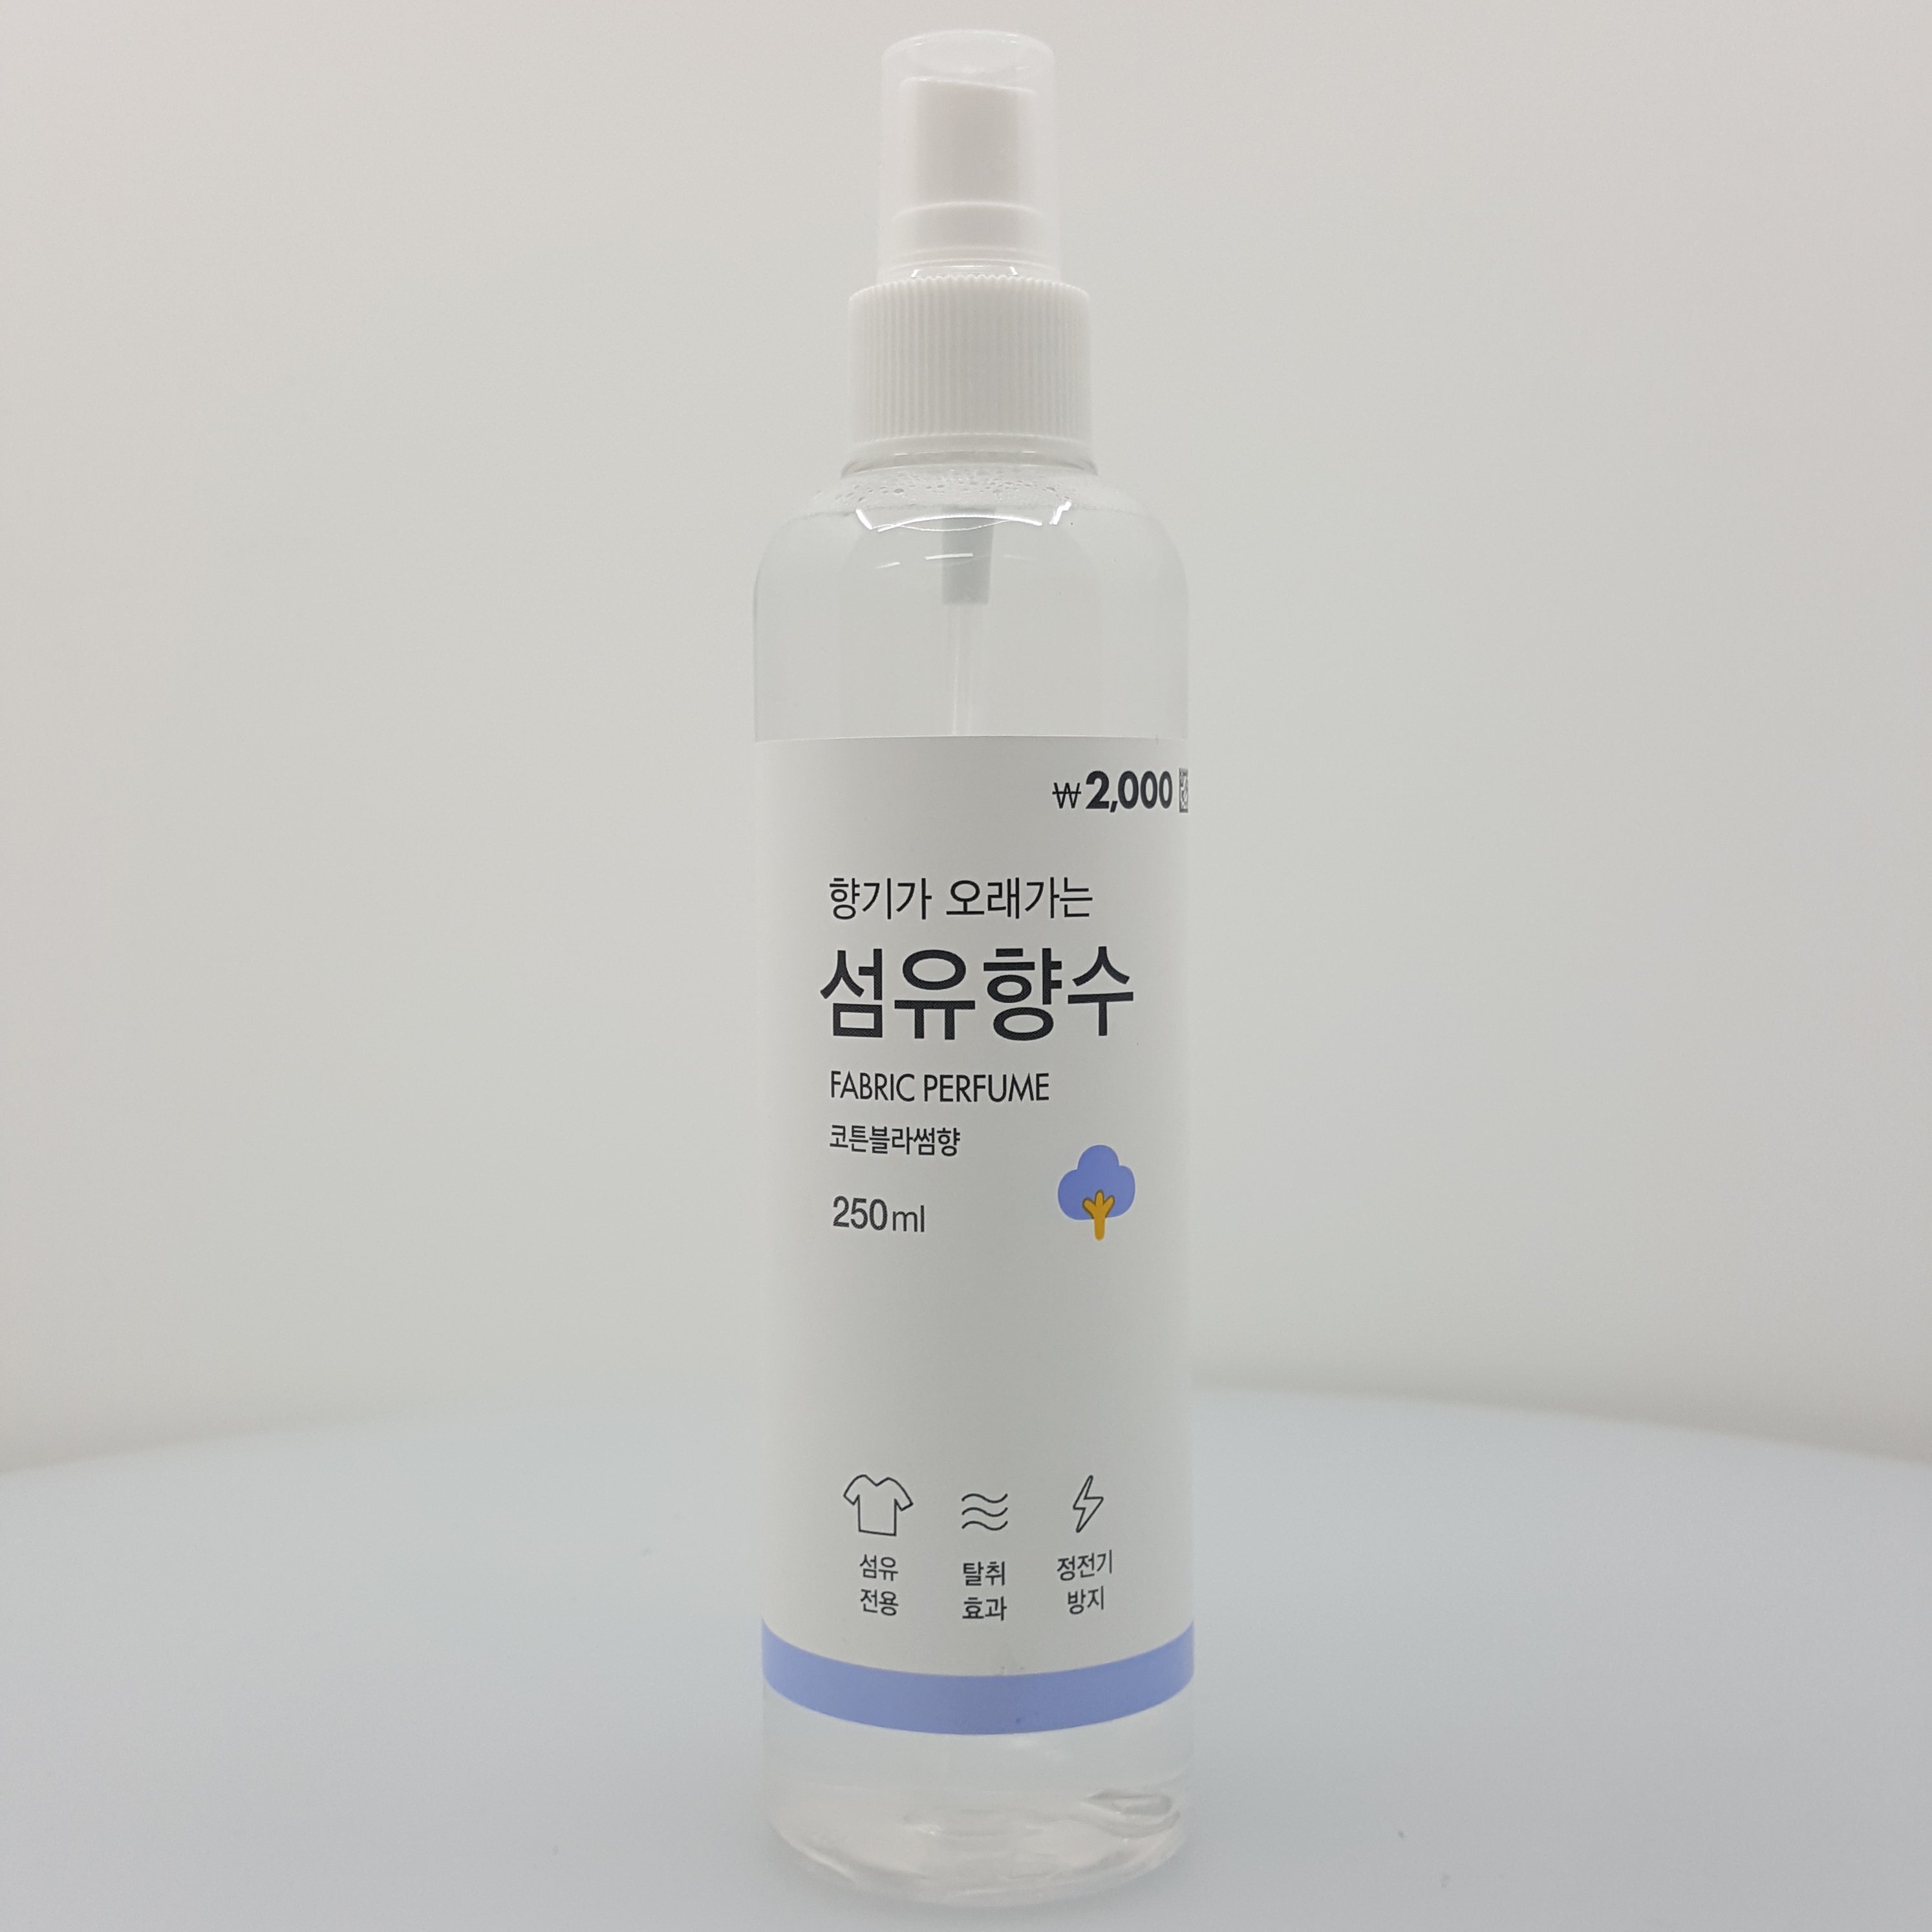 ₩2,000
향기가 오래가는
섬유향수
FABRIC PERFUME
코튼블라썸향
250ml
섬유
전용
탈취
효과
정전기
방지